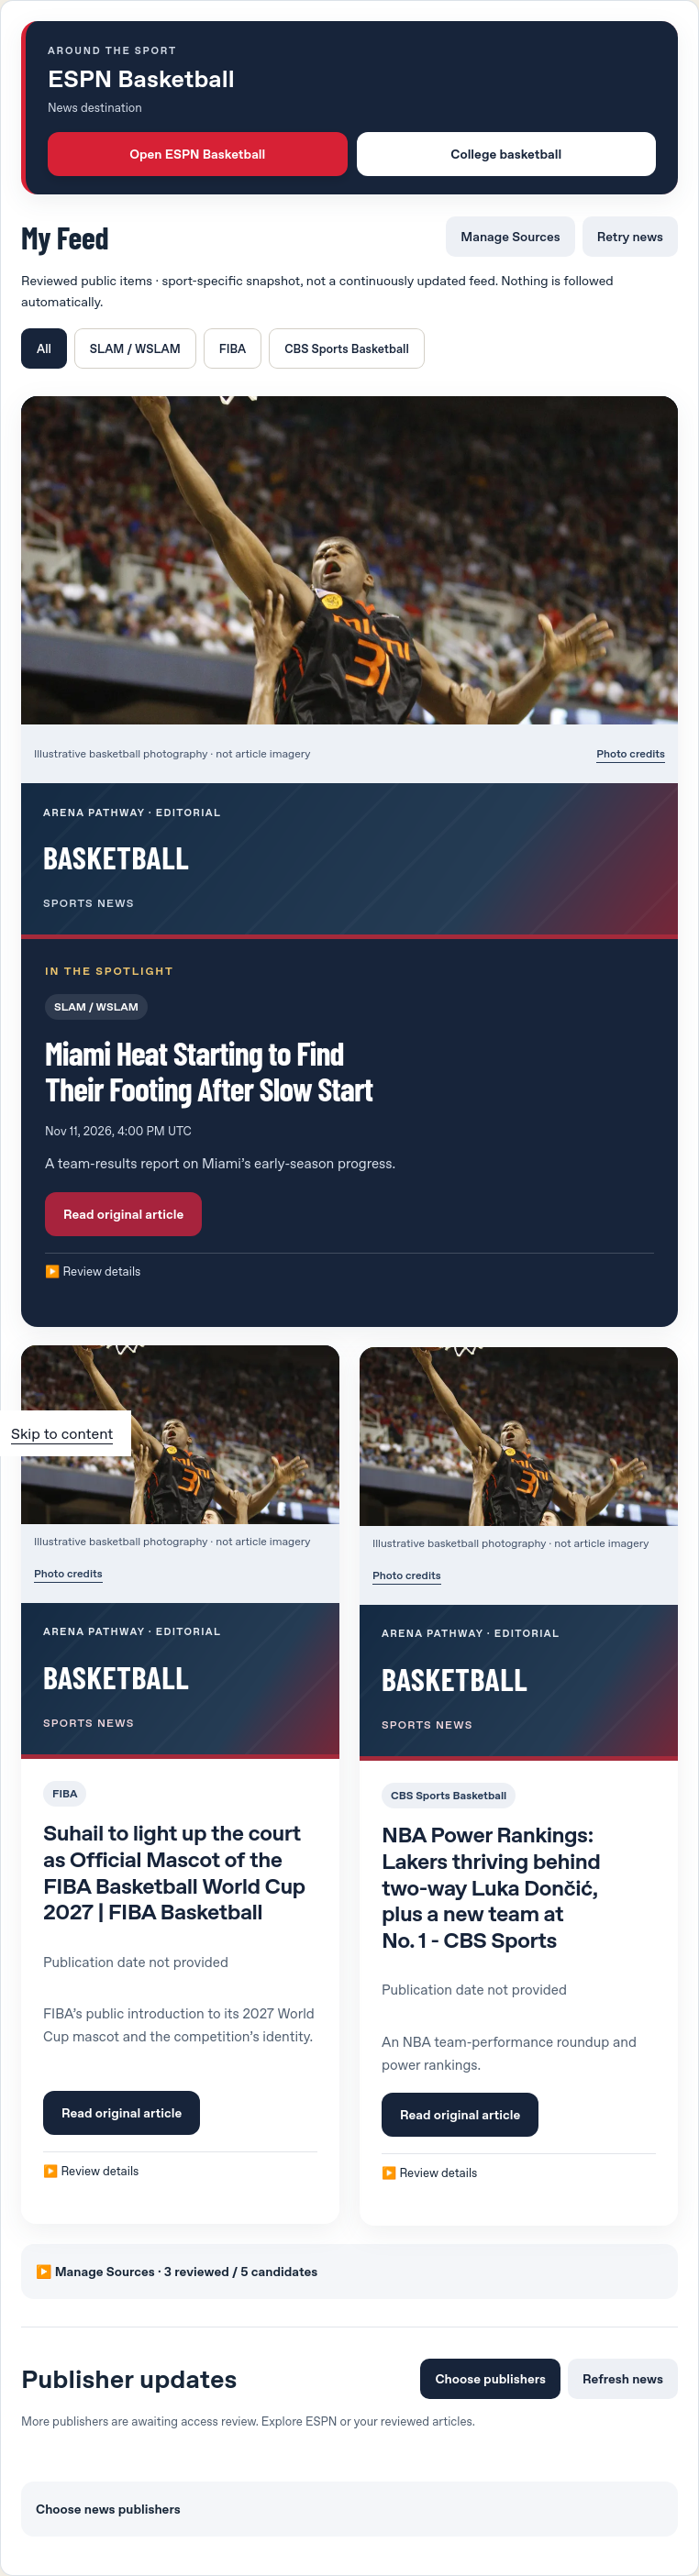 AROUND THE SPORT
ESPN Basketball
News destination
Open ESPN Basketball
College basketball
My Feed
Manage Sources
Retry news
Reviewed public items · sport-specific snapshot, not a continuously updated feed. Nothing is followed
automatically.
All
SLAM / WSLAM
FIBA
CBS Sports Basketball
MIAMI
31
Illustrative basketball photography · not article imagery
Photo credits
ARENA PATHWAY · EDITORIAL
BASKETBALL
SPORTS NEWS
IN THE SPOTLIGHT
SLAM / WSLAM
Miami Heat Starting to Find
Their Footing After Slow Start
Nov 11, 2026, 4:00 PM UTC
A team-results report on Miami’s early-season progress.
Read original article
▶️ Review details
Skip to content
Illustrative basketball photography · not article imagery
Photo credits
ARENA PATHWAY · EDITORIAL
BASKETBALL
SPORTS NEWS
FIBA
Suhail to light up the court
as Official Mascot of the
FIBA Basketball World Cup
2027 | FIBA Basketball
Publication date not provided
FIBA’s public introduction to its 2027 World
Cup mascot and the competition’s identity.
Read original article
▶️ Review details
Illustrative basketball photography · not article imagery
Photo credits
ARENA PATHWAY · EDITORIAL
BASKETBALL
SPORTS NEWS
CBS Sports Basketball
NBA Power Rankings:
Lakers thriving behind
two-way Luka Dončić,
plus a new team at
No. 1 - CBS Sports
Publication date not provided
An NBA team-performance roundup and
power rankings.
Read original article
▶️ Review details
▶️ Manage Sources · 3 reviewed / 5 candidates
Publisher updates
Choose publishers
Refresh news
More publishers are awaiting access review. Explore ESPN or your reviewed articles.
Choose news publishers